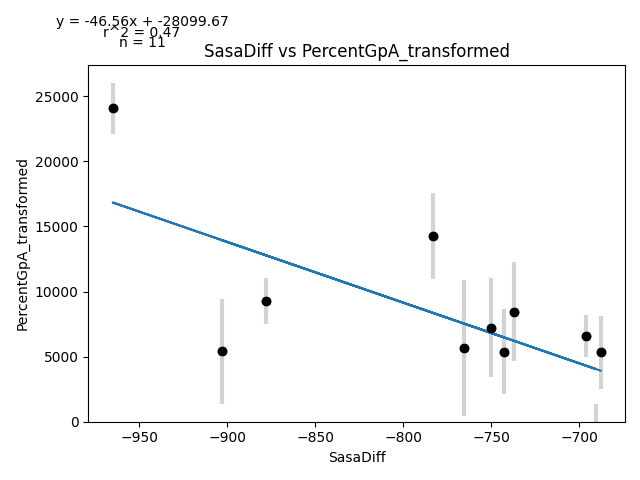 y = -46.56x + -28099.67
r^2 = 0.47
n = 11
SasaDiff vs PercentGpA_transformed
PercentGpA_transformed
25000
20000
15000
10000
5000
0
−950 −900 −850 −800 −750 −700
SasaDiff